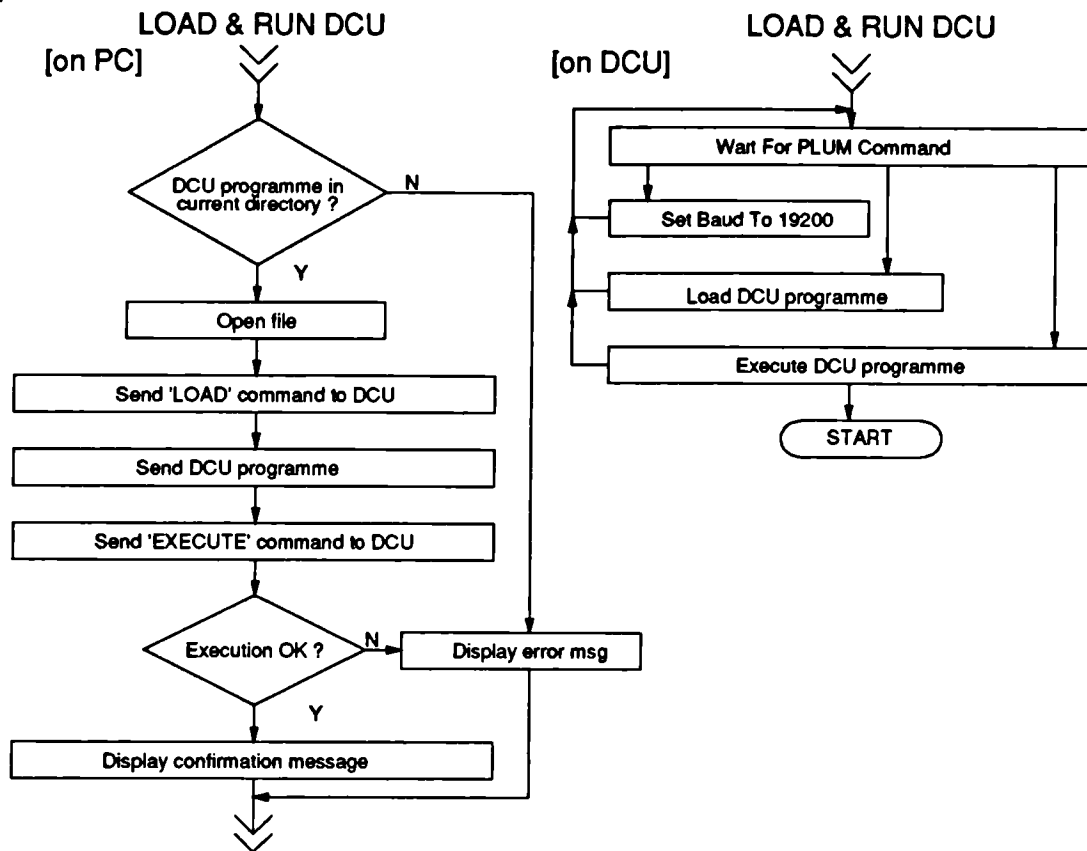 LOAD & RUN DCU
[on PC]
DCU programme in
current directory ?
N
Y
Open file
Send 'LOAD' command to DCU
Send DCU programme
Send 'EXECUTE' command to DCU
Execution OK ?
N
Display error msg
Y
Display confirmation message
LOAD & RUN DCU
[on DCU]
Wart For PLUM Command
Set Baud To 19200
Load DCU programme
Execute DCU programme
START